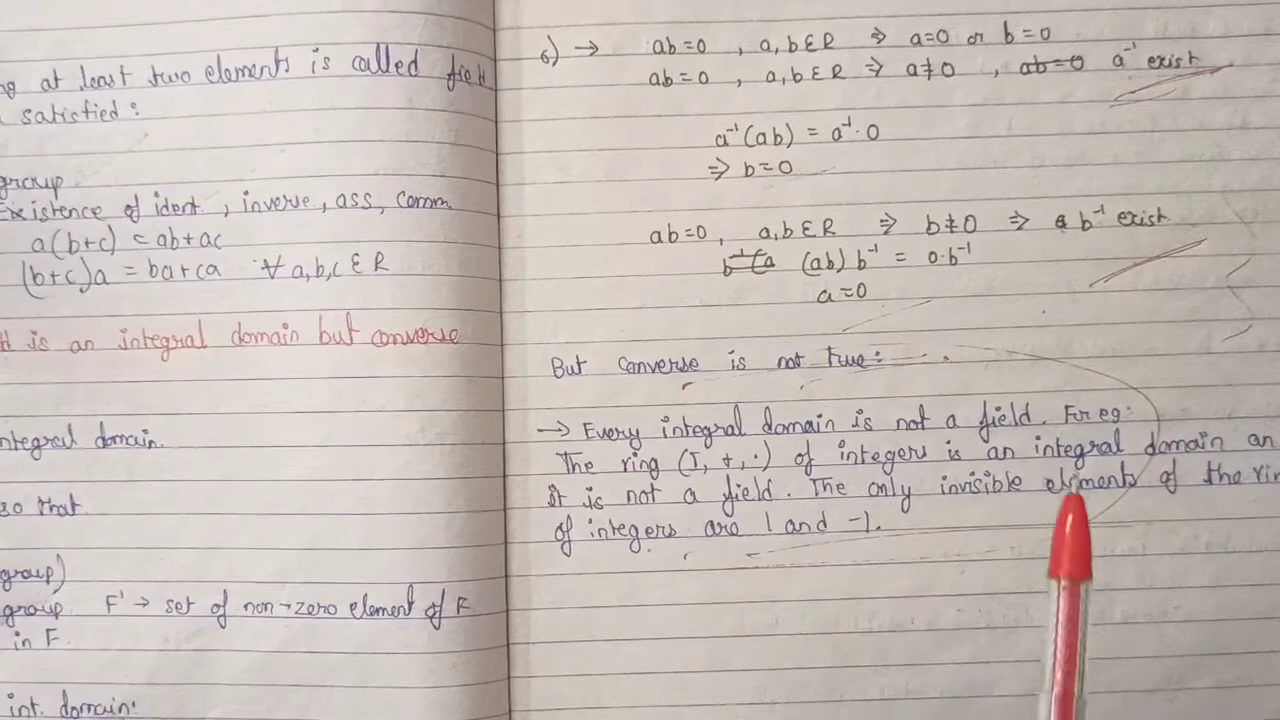 ng at least two elements is called field
satisfied:
group
Existence of ident., inverse, ass, comm.
a(b+c) = ab+ac
(b+c)a = ba+ca ∀ a,b,c ∈ R
d is an integral domain but converse
integral domain.
so that
group)
group. F' → set of non-zero element of F
in F.
int. domain:
6) → ab=0 , a,b ∈ R ⇒ a=0 or b=0
ab=0 , a,b ∈ R ⇒ a≠0 , ab=0 a⁻¹ exist
a⁻¹(ab) = a⁻¹·0
⇒ b=0
ab=0, a,b ∈ R ⇒ b≠0 ⇒ b⁻¹ exist
b⁻¹(a (ab) b⁻¹ = 0·b⁻¹
a=0
But converse is not true:
→ Every integral domain is not a field. For eg:
The ring (I, +, ·) of integers is an integral domain an
it is not a field. The only invisible elements of the rin
of integers are 1 and -1.